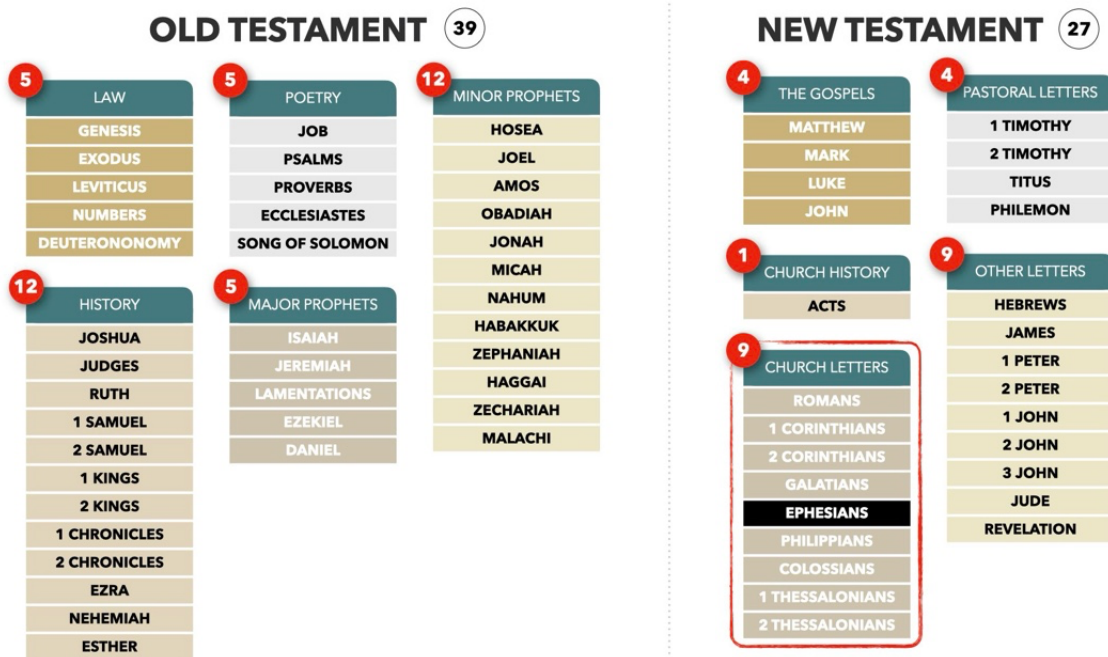 OLD TESTAMENT 39
5
LAW
GENESIS
EXODUS
LEVITICUS
NUMBERS
DEUTERONONOMY
5
POETRY
JOB
PSALMS
PROVERBS
ECCLESIASTES
SONG OF SOLOMON
12
MINOR PROPHETS
HOSEA
JOEL
AMOS
OBADIAH
JONAH
MICAH
NAHUM
HABAKKUK
ZEPHANIAH
HAGGAI
ZECHARIAH
MALACHI
12
HISTORY
JOSHUA
JUDGES
RUTH
1 SAMUEL
2 SAMUEL
1 KINGS
2 KINGS
1 CHRONICLES
2 CHRONICLES
EZRA
NEHEMIAH
ESTHER
5
MAJOR PROPHETS
ISAIAH
JEREMIAH
LAMENTATIONS
EZEKIEL
DANIEL
NEW TESTAMENT 27
4
THE GOSPELS
MATTHEW
MARK
LUKE
JOHN
4
PASTORAL LETTERS
1 TIMOTHY
2 TIMOTHY
TITUS
PHILEMON
1
CHURCH HISTORY
ACTS
9
OTHER LETTERS
HEBREWS
JAMES
1 PETER
2 PETER
1 JOHN
2 JOHN
3 JOHN
JUDE
REVELATION
9
CHURCH LETTERS
ROMANS
1 CORINTHIANS
2 CORINTHIANS
GALATIANS
EPHESIANS
PHILIPPIANS
COLOSSIANS
1 THESSALONIANS
2 THESSALONIANS